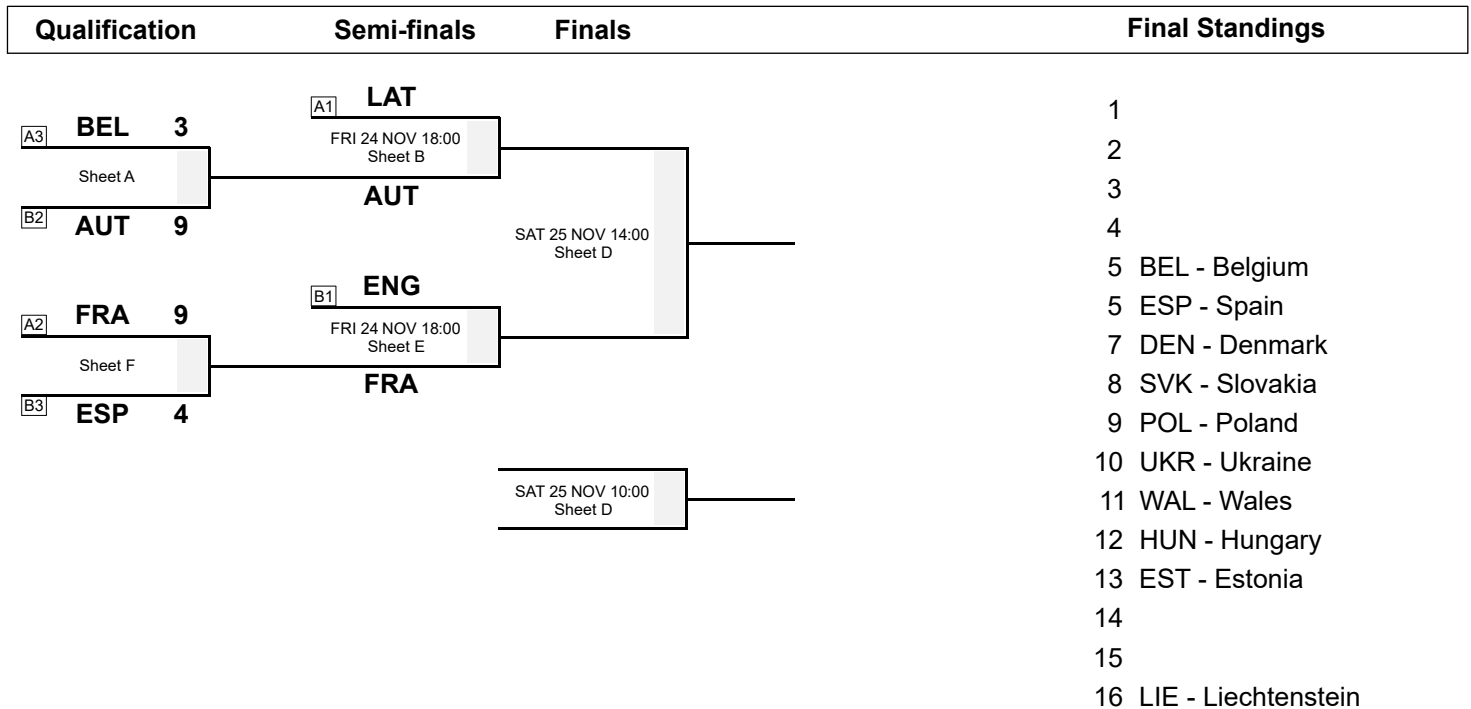 Qualification Semi-finals Finals Final Standings
A1 LAT
A3 BEL 3
FRI 24 NOV 18:00
Sheet B
Sheet A
AUT
B2 AUT 9
SAT 25 NOV 14:00
Sheet D
B1 ENG
A2 FRA 9
FRI 24 NOV 18:00
Sheet E
Sheet F
FRA
B3 ESP 4
SAT 25 NOV 10:00
Sheet D
1
2
3
4
5 BEL - Belgium
5 ESP - Spain
7 DEN - Denmark
8 SVK - Slovakia
9 POL - Poland
10 UKR - Ukraine
11 WAL - Wales
12 HUN - Hungary
13 EST - Estonia
14
15
16 LIE - Liechtenstein